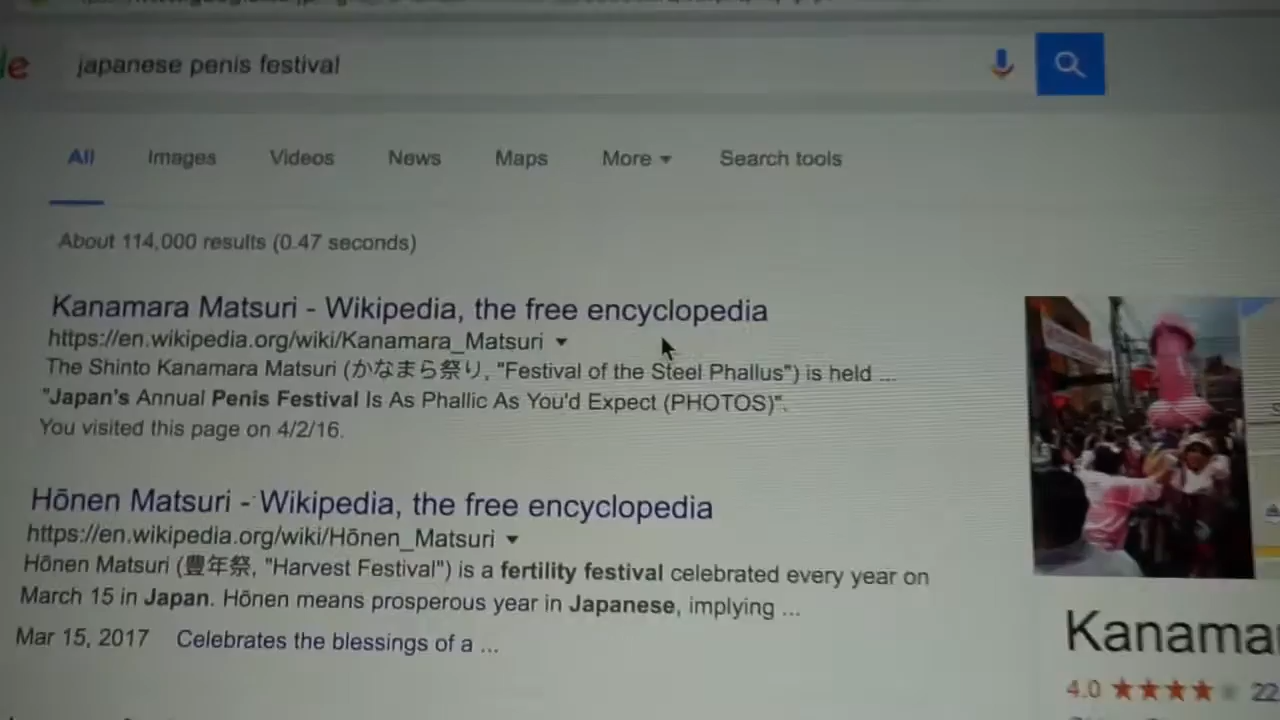 le
japanese penis festival
All Images Videos News Maps More Search tools
About 114,000 results (0.47 seconds)
Kanamara Matsuri - Wikipedia, the free encyclopedia
https://en.wikipedia.org/wiki/Kanamara_Matsuri
The Shinto Kanamara Matsuri (かなまら祭り, "Festival of the Steel Phallus") is held ...
"Japan's Annual Penis Festival Is As Phallic As You'd Expect (PHOTOS)".
You visited this page on 4/2/16.
Hōnen Matsuri - Wikipedia, the free encyclopedia
https://en.wikipedia.org/wiki/Hōnen_Matsuri
Hōnen Matsuri (豊年祭, "Harvest Festival") is a fertility festival celebrated every year on
March 15 in Japan. Hōnen means prosperous year in Japanese, implying ...
Mar 15, 2017 Celebrates the blessings of a ...
Kanama
4.0 22